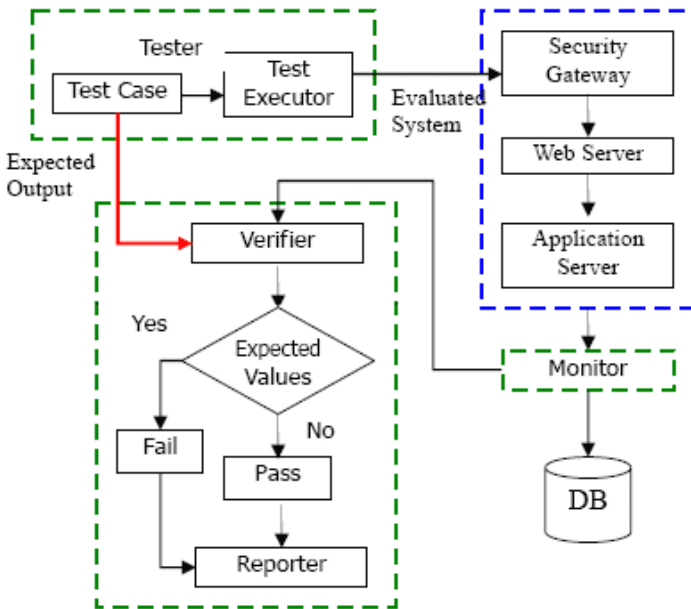 Tester
Test Case
Test
Executor
Security
Gateway
Evaluated
System
Web Server
Expected
Output
Verifier
Application
Server
Yes
Expected
Values
Monitor
No
Fail
Pass
DB
Reporter